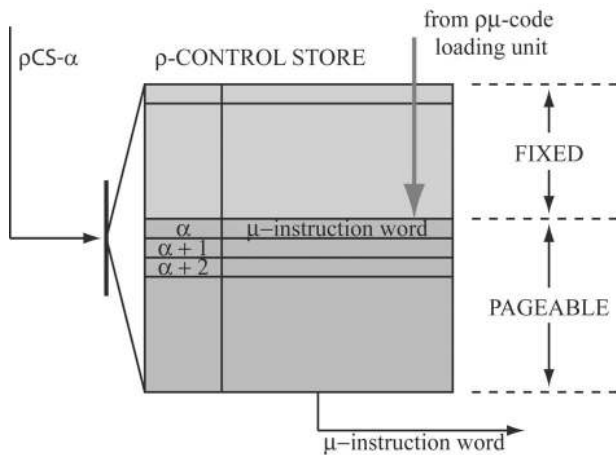 from ρμ-code
loading unit
ρCS-α
ρ-CONTROL STORE
FIXED
α
μ−instruction word
α + 1
α + 2
PAGEABLE
μ−instruction word